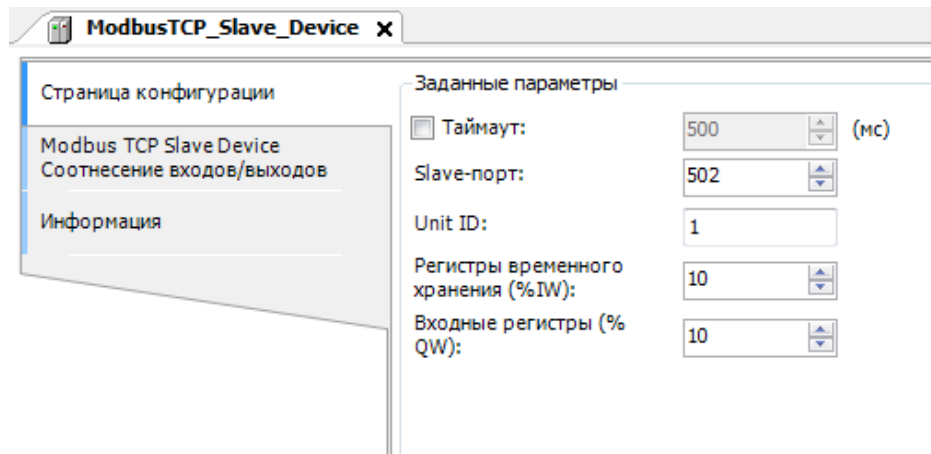 ModbusTCP_Slave_Device X
Страница конфигурации
Modbus TCP Slave Device
Соотнесение входов/выходов
Информация
Заданные параметры
Таймаут: 500 (мс)
Slave-порт: 502
Unit ID: 1
Регистры временного
хранения (%IW): 10
Входные регистры (%
QW): 10